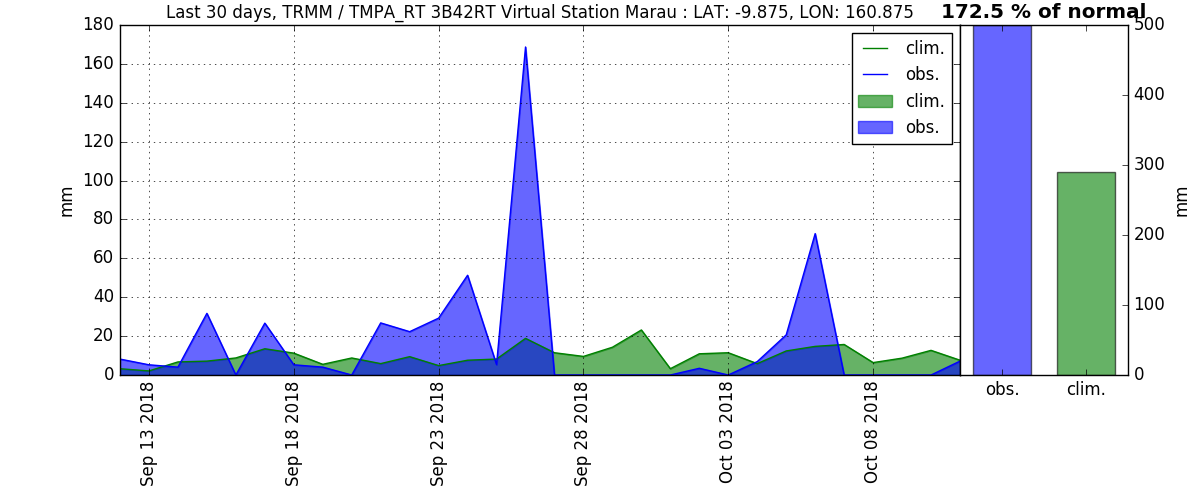 Last 30 days, TRMM / TMPA_RT 3B42RT Virtual Station Marau : LAT: -9.875, LON: 160.875
172.5 % of normal
180
160
140
120
100
80
60
40
20
0
mm
clim.
obs.
clim.
obs.
500
400
300
200
100
0
mm
obs.
clim.
Sep 13 2018
Sep 18 2018
Sep 23 2018
Sep 28 2018
Oct 03 2018
Oct 08 2018